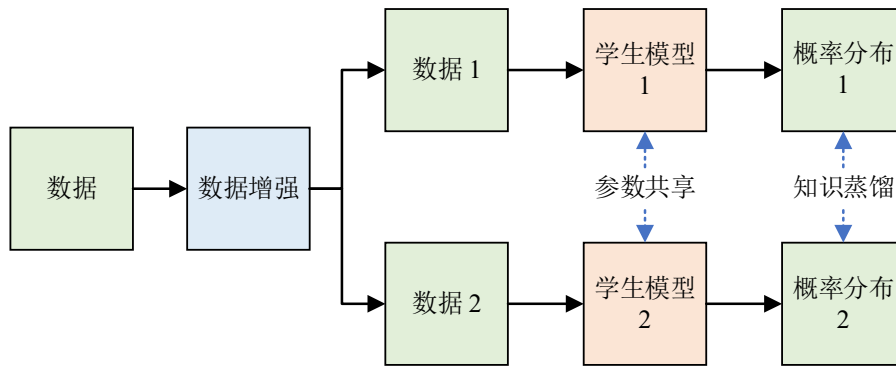 数据
数据增强
数据 1
学生模型
1
概率分布
1
参数共享
知识蒸馏
数据 2
学生模型
2
概率分布
2